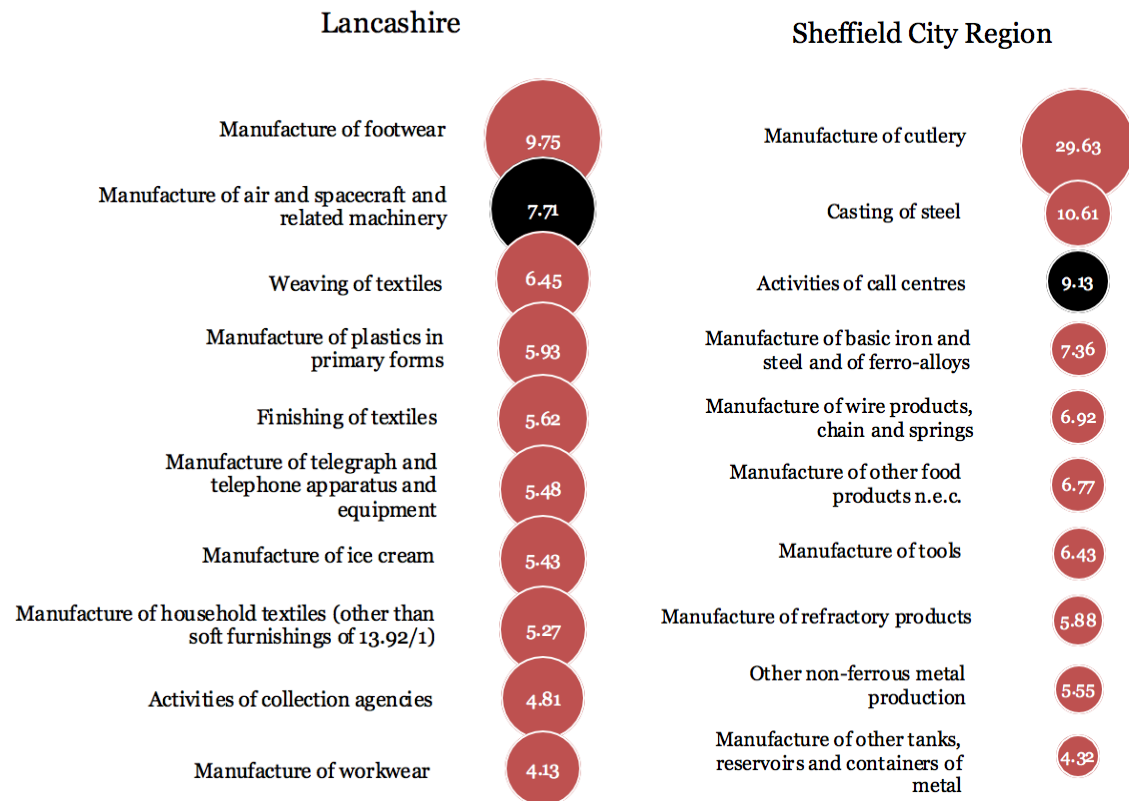 Lancashire
Manufacture of footwear
9.75
Manufacture of air and spacecraft and
related machinery
7.71
Weaving of textiles
6.45
Manufacture of plastics in
primary forms
5.93
Finishing of textiles
5.62
Manufacture of telegraph and
telephone apparatus and
equipment
5.48
Manufacture of ice cream
5.43
Manufacture of household textiles (other than
soft furnishings of 13.92/1)
5.27
Activities of collection agencies
4.81
Manufacture of workwear
4.13
Sheffield City Region
Manufacture of cutlery
29.63
Casting of steel
10.61
Activities of call centres
9.13
Manufacture of basic iron and
steel and of ferro-alloys
7.36
Manufacture of wire products,
chain and springs
6.92
Manufacture of other food
products n.e.c.
6.77
Manufacture of tools
6.43
Manufacture of refractory products
5.88
Other non-ferrous metal
production
5.55
Manufacture of other tanks,
reservoirs and containers of
metal
4.32